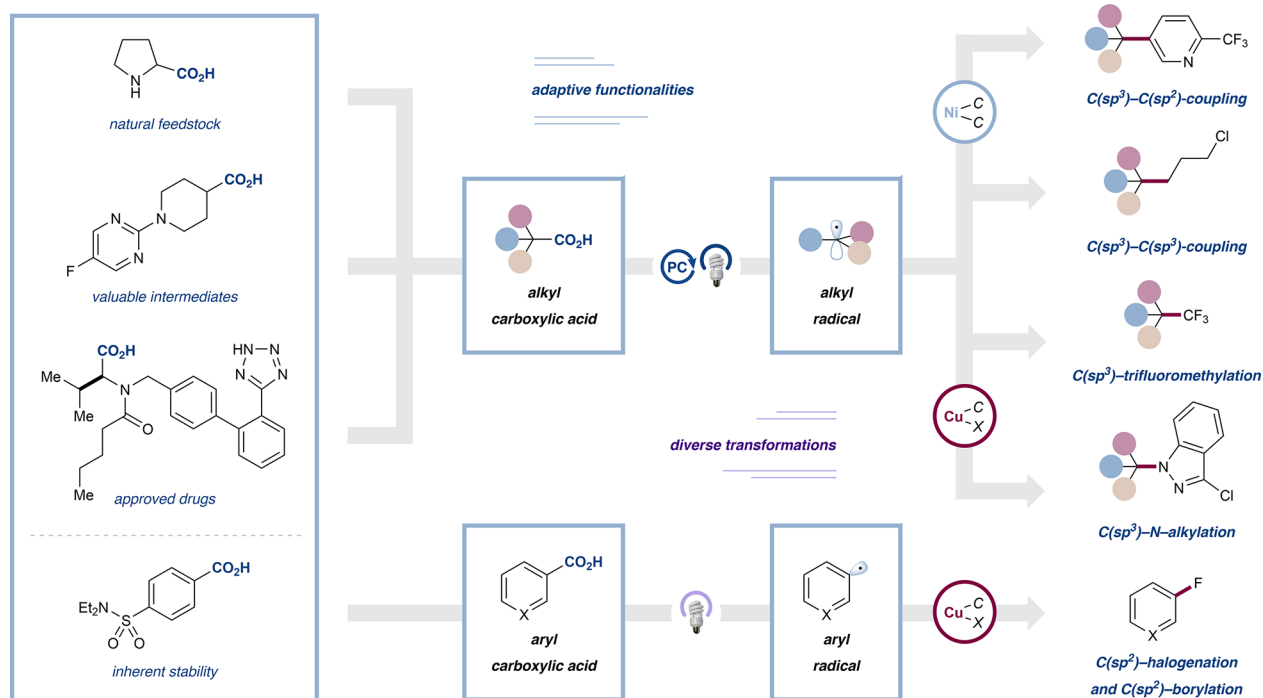 CO2H
N
H
natural feedstock
CO2H
N
N
N
F
valuable intermediates
CO2H
Me
Me
N
O
Me
HN
N
N
N
approved drugs
CO2H
Et2N
S
O
O
inherent stability
adaptive functionalities
CO2H
alkyl
carboxylic acid
PC
alkyl
radical
diverse transformations
CO2H
X
aryl
carboxylic acid
X
aryl
radical
Ni
C
C
Cu
C
X
Cu
C
X
CF3
N
C(sp3)–C(sp2)-coupling
Cl
C(sp3)–C(sp3)-coupling
CF3
C(sp3)–trifluoromethylation
N
N
Cl
C(sp3)–N–alkylation
F
X
C(sp2)–halogenation
and C(sp2)–borylation